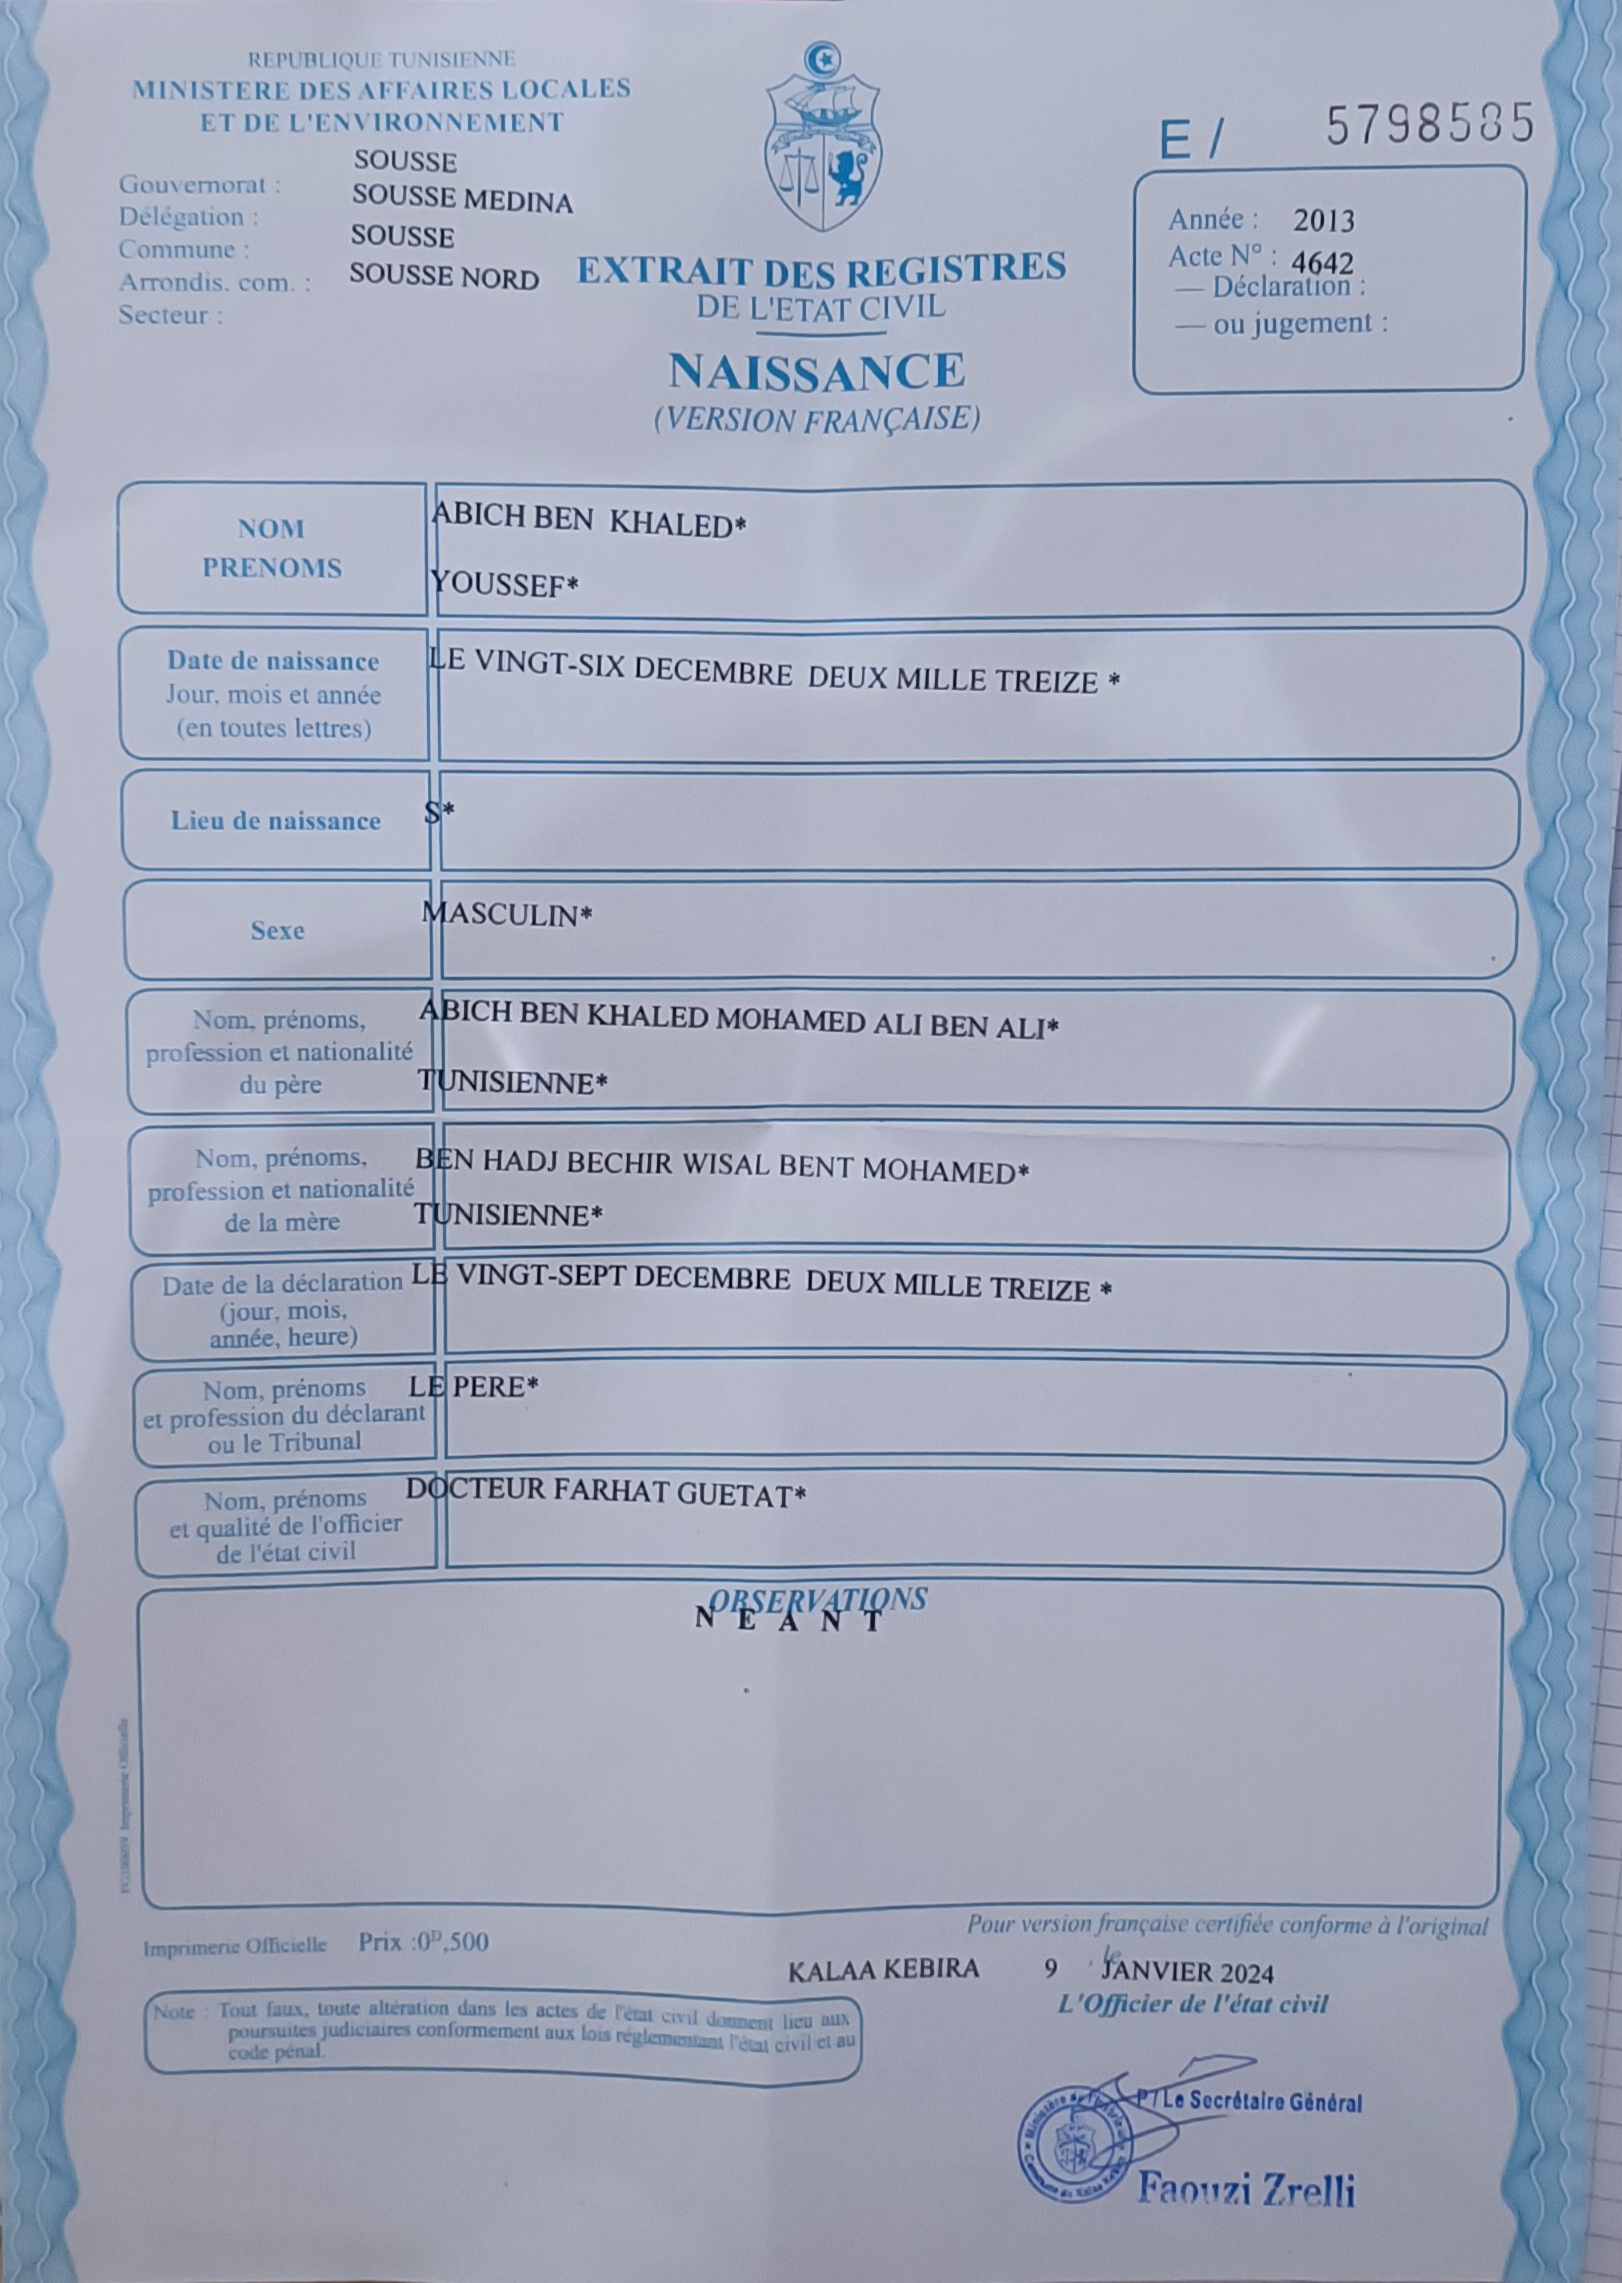 REPUBLIQUE TUNISIENNE
MINISTERE DES AFFAIRES LOCALES
ET DE L'ENVIRONNEMENT
Gouvernorat : SOUSSE
Délégation : SOUSSE MEDINA
Commune : SOUSSE
Arrondis. com. : SOUSSE NORD
Secteur :
E / 5798585
Année : 2013
Acte N° : 4642
— Déclaration :
— ou jugement :
EXTRAIT DES REGISTRES
DE L'ETAT CIVIL
NAISSANCE
(VERSION FRANÇAISE)
NOM
PRENOMS
ABICH BEN KHALED*
YOUSSEF*
Date de naissance
Jour, mois et année
(en toutes lettres)
LE VINGT-SIX DECEMBRE DEUX MILLE TREIZE *
Lieu de naissance
S*
Sexe
MASCULIN*
Nom, prénoms,
profession et nationalité
du père
ABICH BEN KHALED MOHAMED ALI BEN ALI*
TUNISIENNE*
Nom, prénoms,
profession et nationalité
de la mère
BEN HADJ BECHIR WISAL BENT MOHAMED*
TUNISIENNE*
Date de la déclaration
(jour, mois,
année, heure)
LE VINGT-SEPT DECEMBRE DEUX MILLE TREIZE *
Nom, prénoms
et profession du déclarant
ou le Tribunal
LE PERE*
Nom, prénoms
et qualité de l'officier
de l'état civil
DOCTEUR FARHAT GUETAT*
OBSERVATIONS
N E A N T
Imprimerie Officielle
Imprimerie Officielle Prix :0ᴰ,500
Pour version française certifiée conforme à l'original
KALAA KEBIRA le 9 JANVIER 2024
L'Officier de l'état civil
Note : Tout faux, toute altération dans les actes de l'état civil donnent lieu aux
poursuites judiciaires conformement aux lois réglementant l'état civil et au
code pénal.
P/Le Secrétaire Général
Faouzi Zrelli